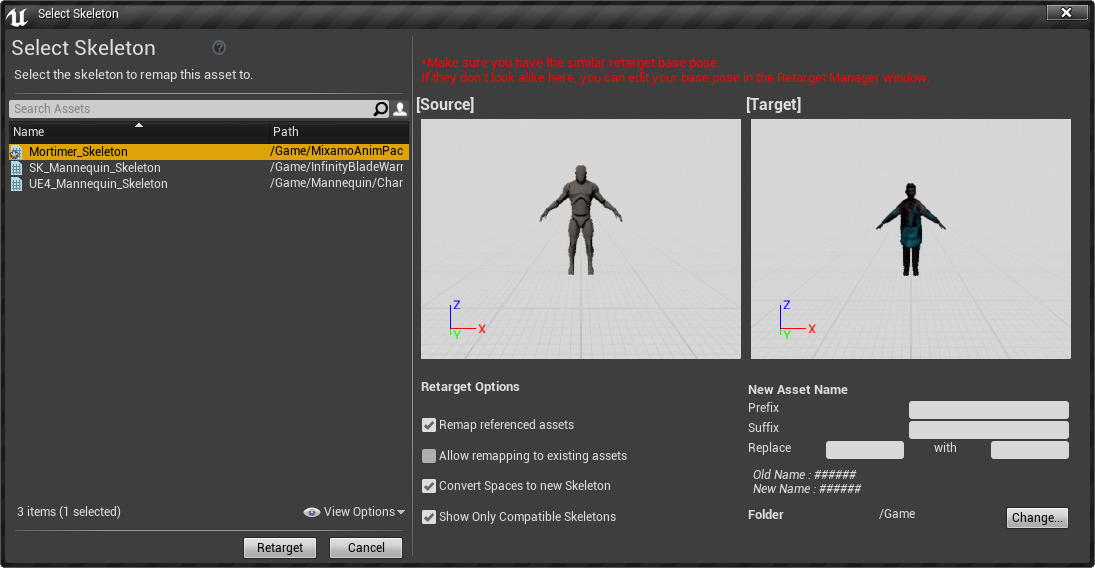 Select Skeleton
Select Skeleton
Select the skeleton to remap this asset to.
Search Assets
Name Path
Mortimer_Skeleton /Game/MixamoAnimPac
SK_Mannequin_Skeleton /Game/InfinityBladeWarr
UE4_Mannequin_Skeleton /Game/Mannequin/Char
3 items (1 selected) View Options
Retarget Cancel
*Make sure you have the similar retarget base pose.
If they don't look alike here, you can edit your base pose in the Retarget Manager window.
[Source] [Target]
Z X Y
Z X Y
Retarget Options
Remap referenced assets
Allow remapping to existing assets
Convert Spaces to new Skeleton
Show Only Compatible Skeletons
New Asset Name
Prefix
Suffix
Replace with
Old Name : ######
New Name : ######
Folder /Game Change...